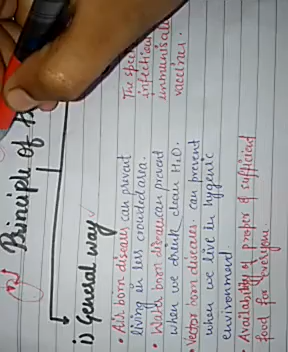 Principle of
i) General way
• Air born diseases can prevent
living in less crowded area.
• Water born diseases can prevent
when we drink clean H2O.
• Vector born diseases can prevent
when we live in hygenic
environment.
• Availability of proper & sufficient
food for everyone
The
infectious
immunisati
vaccines.